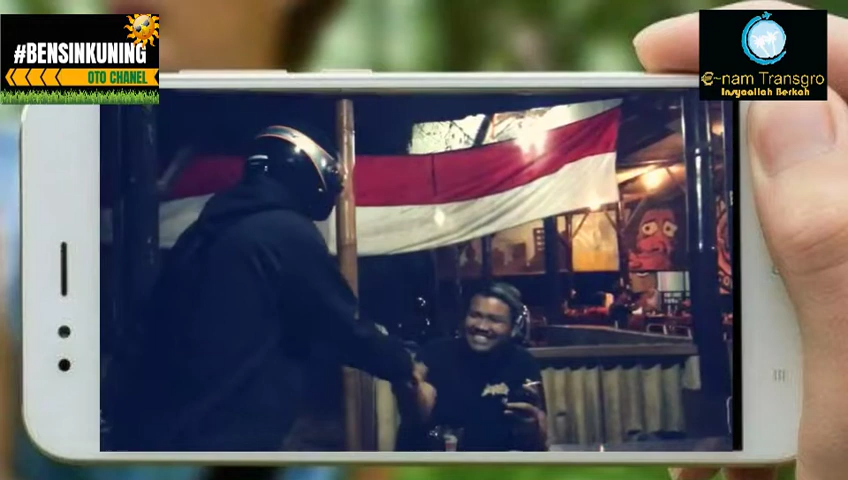 #BENSINKUNING
OTO CHANEL
e~nam Transgro
Insyaallah Berkah